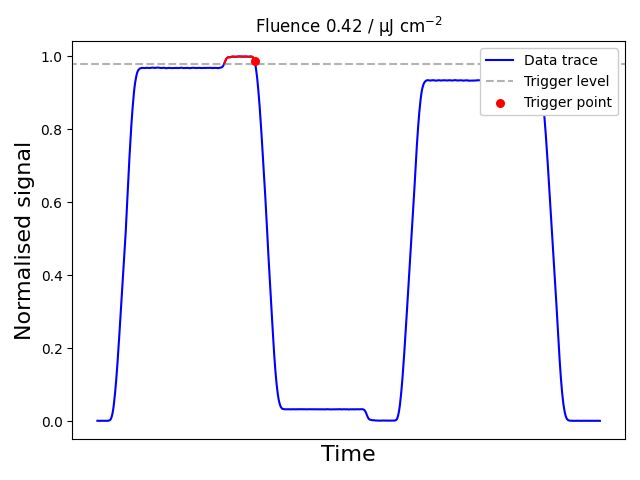 Fluence 0.42 / μJ cm⁻²
Normalised signal
1.0
0.8
0.6
0.4
0.2
0.0
Data trace
Trigger level
Trigger point
Time